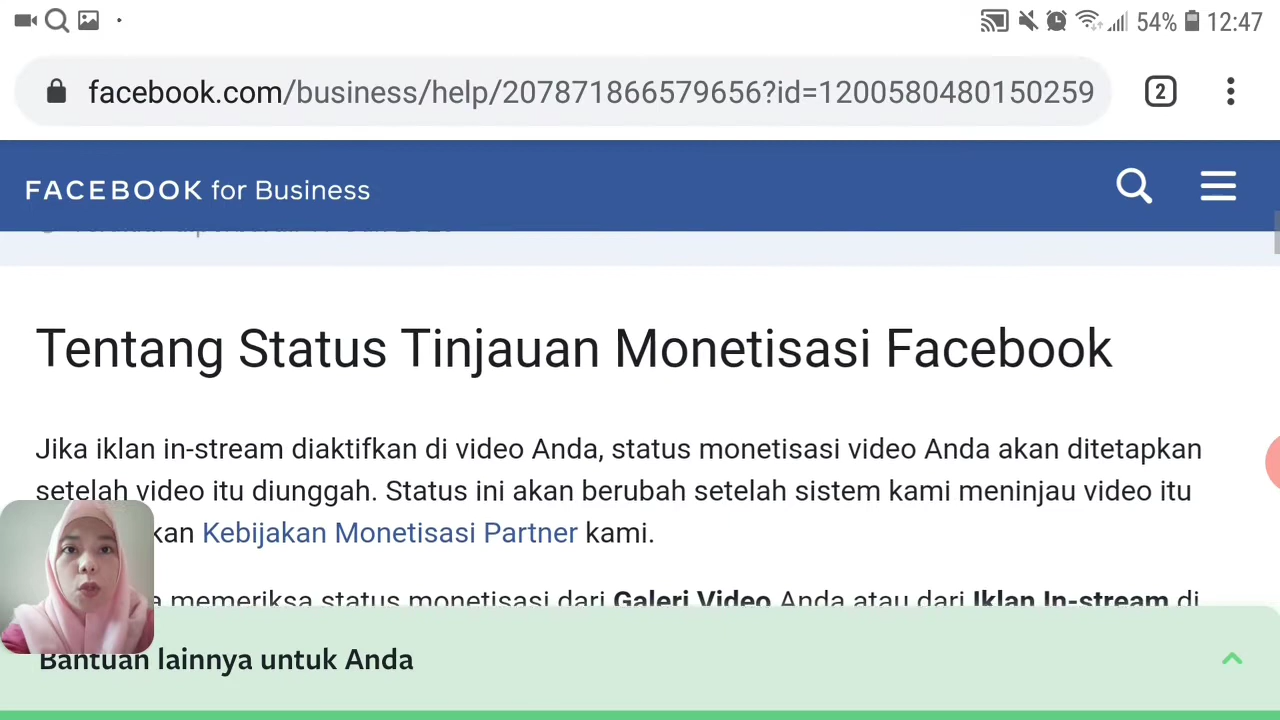 54% 12:47
facebook.com/business/help/207871866579656?id=1200580480150259
2
FACEBOOK for Business
Tentang Status Tinjauan Monetisasi Facebook
Jika iklan in-stream diaktifkan di video Anda, status monetisasi video Anda akan ditetapkan
setelah video itu diunggah. Status ini akan berubah setelah sistem kami meninjau video itu
kan Kebijakan Monetisasi Partner kami.
memeriksa status monetisasi dari Galeri Video Anda atau dari Iklan In-stream di
Bantuan lainnya untuk Anda